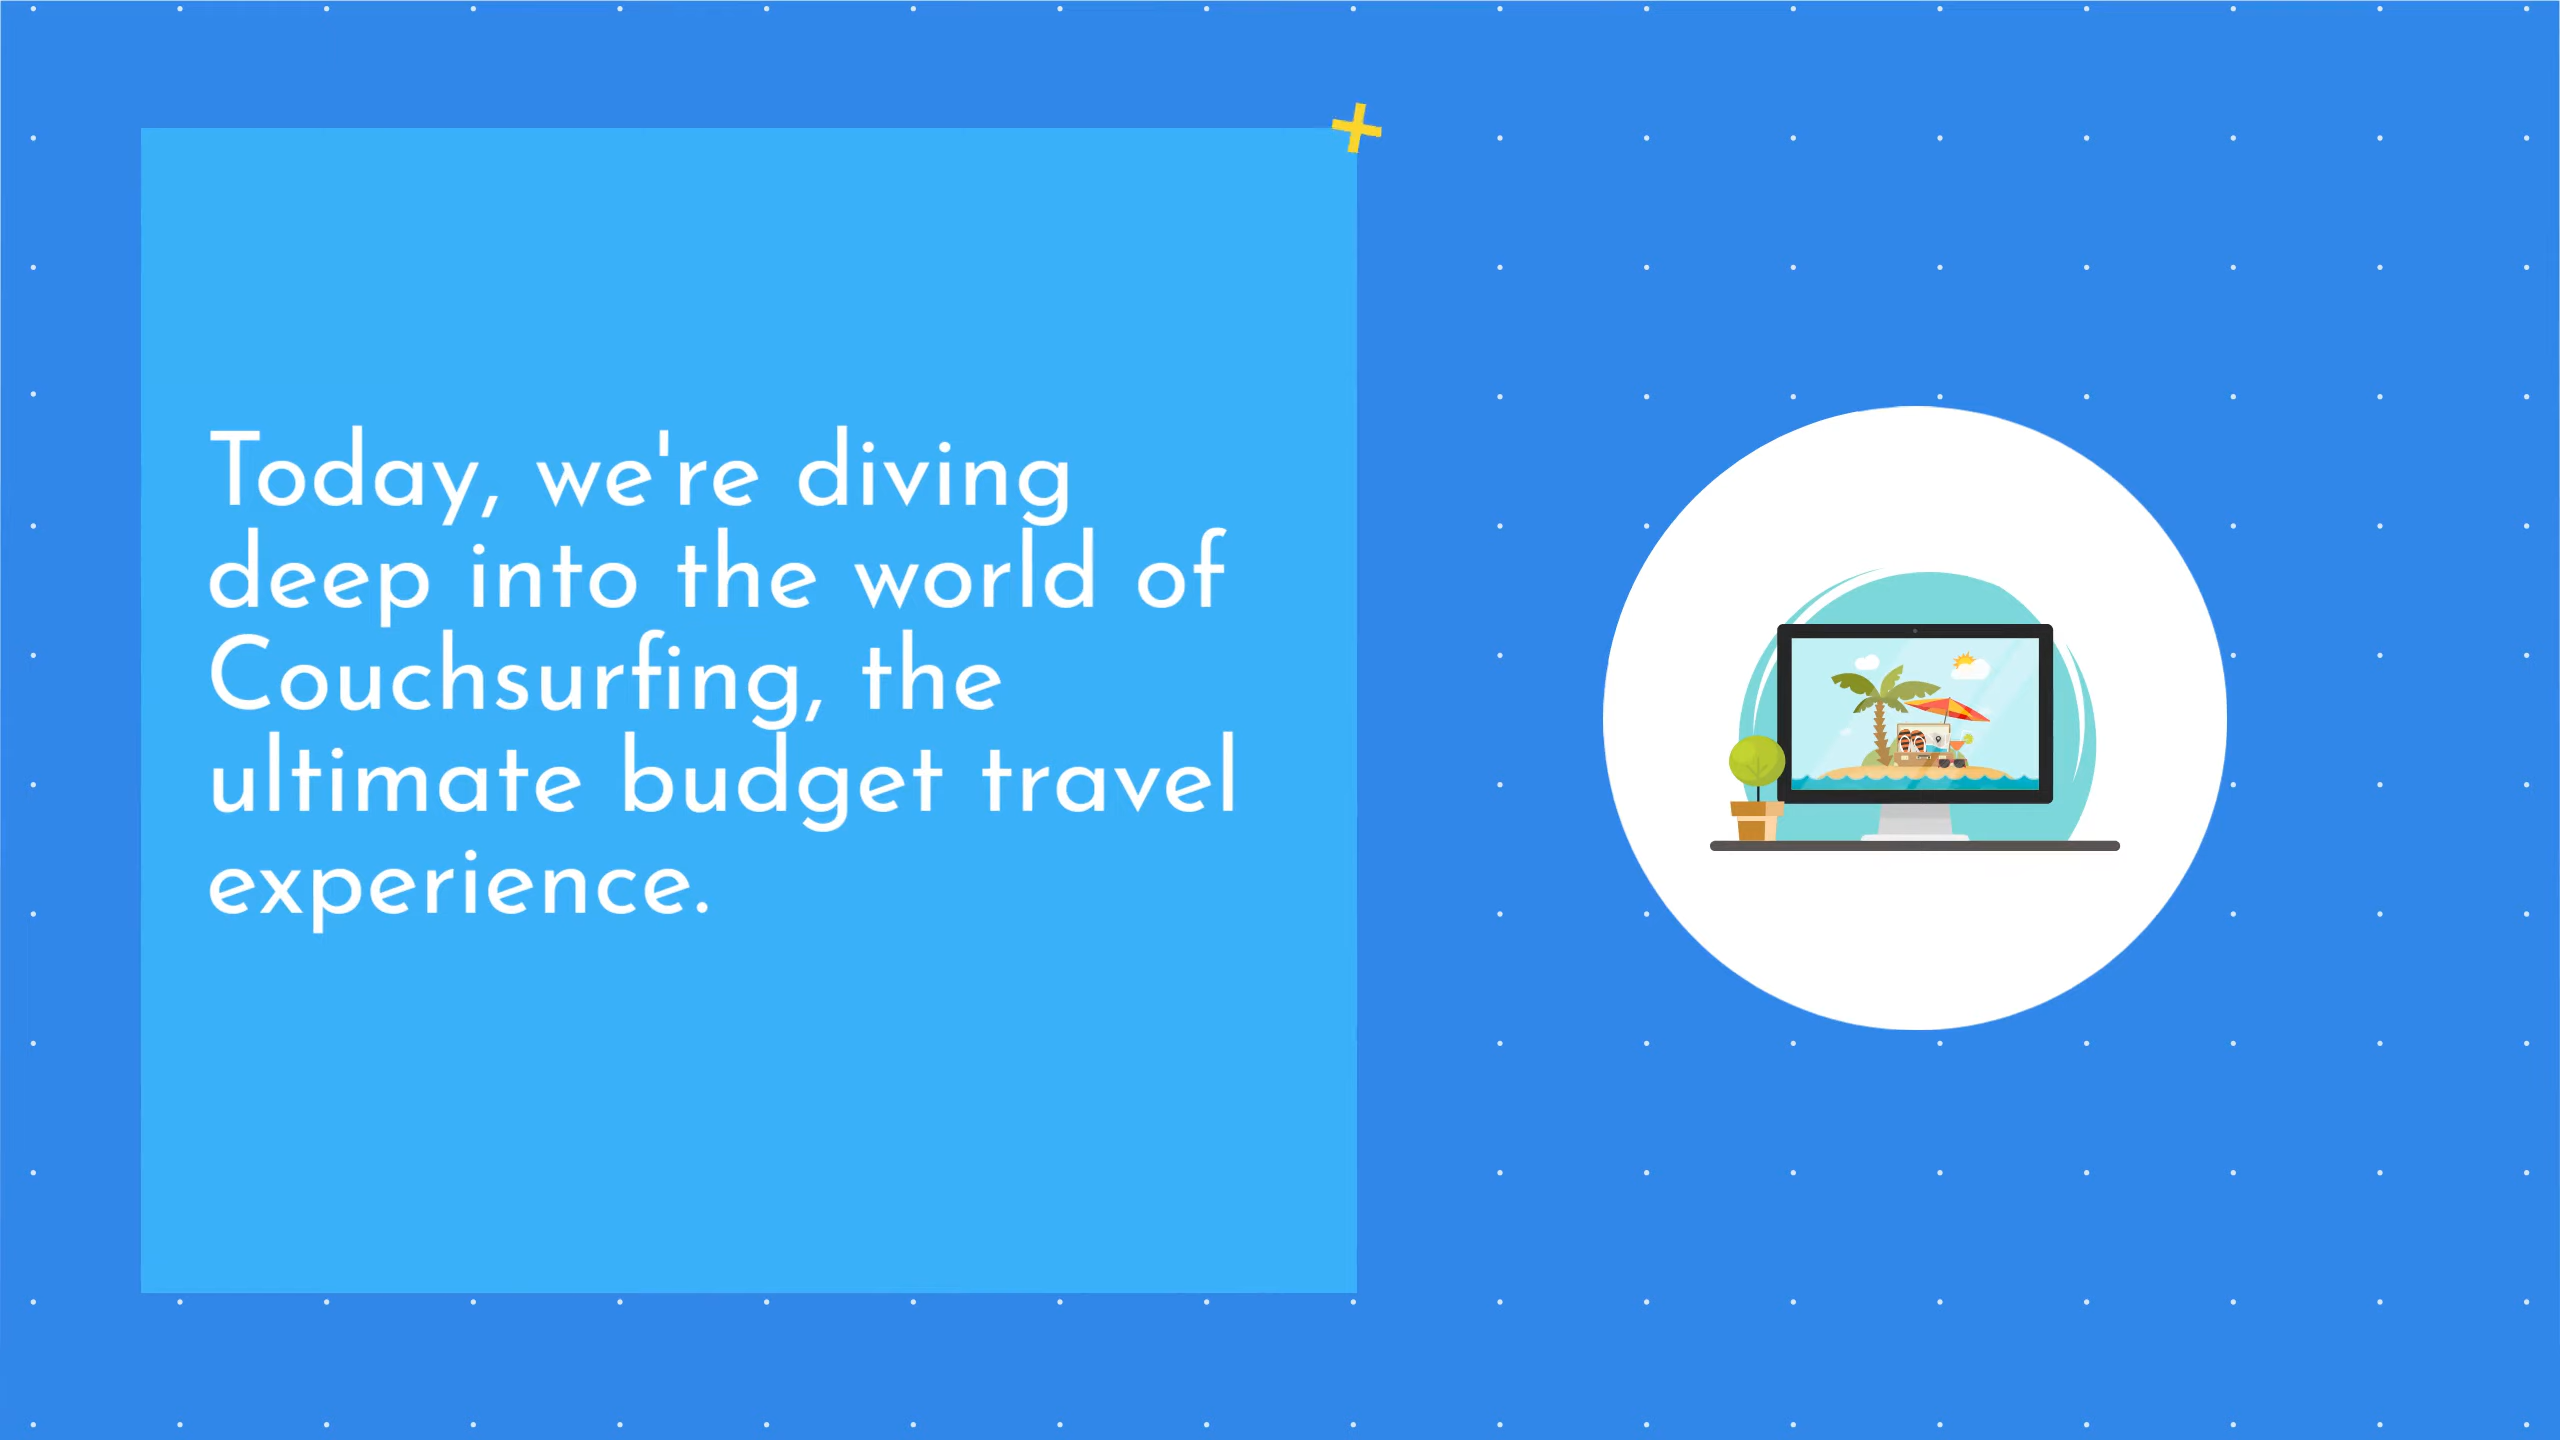 Today, we're diving
deep into the world of
Couchsurfing, the
ultimate budget travel
experience.